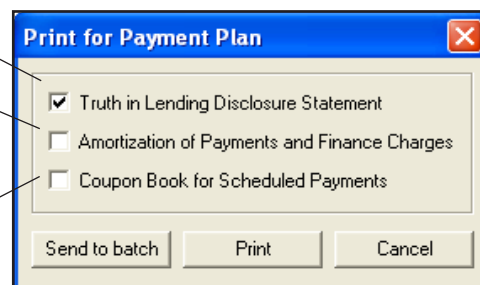 Print for Payment Plan
Truth in Lending Disclosure Statement
Amortization of Payments and Finance Charges
Coupon Book for Scheduled Payments
Send to batch Print Cancel